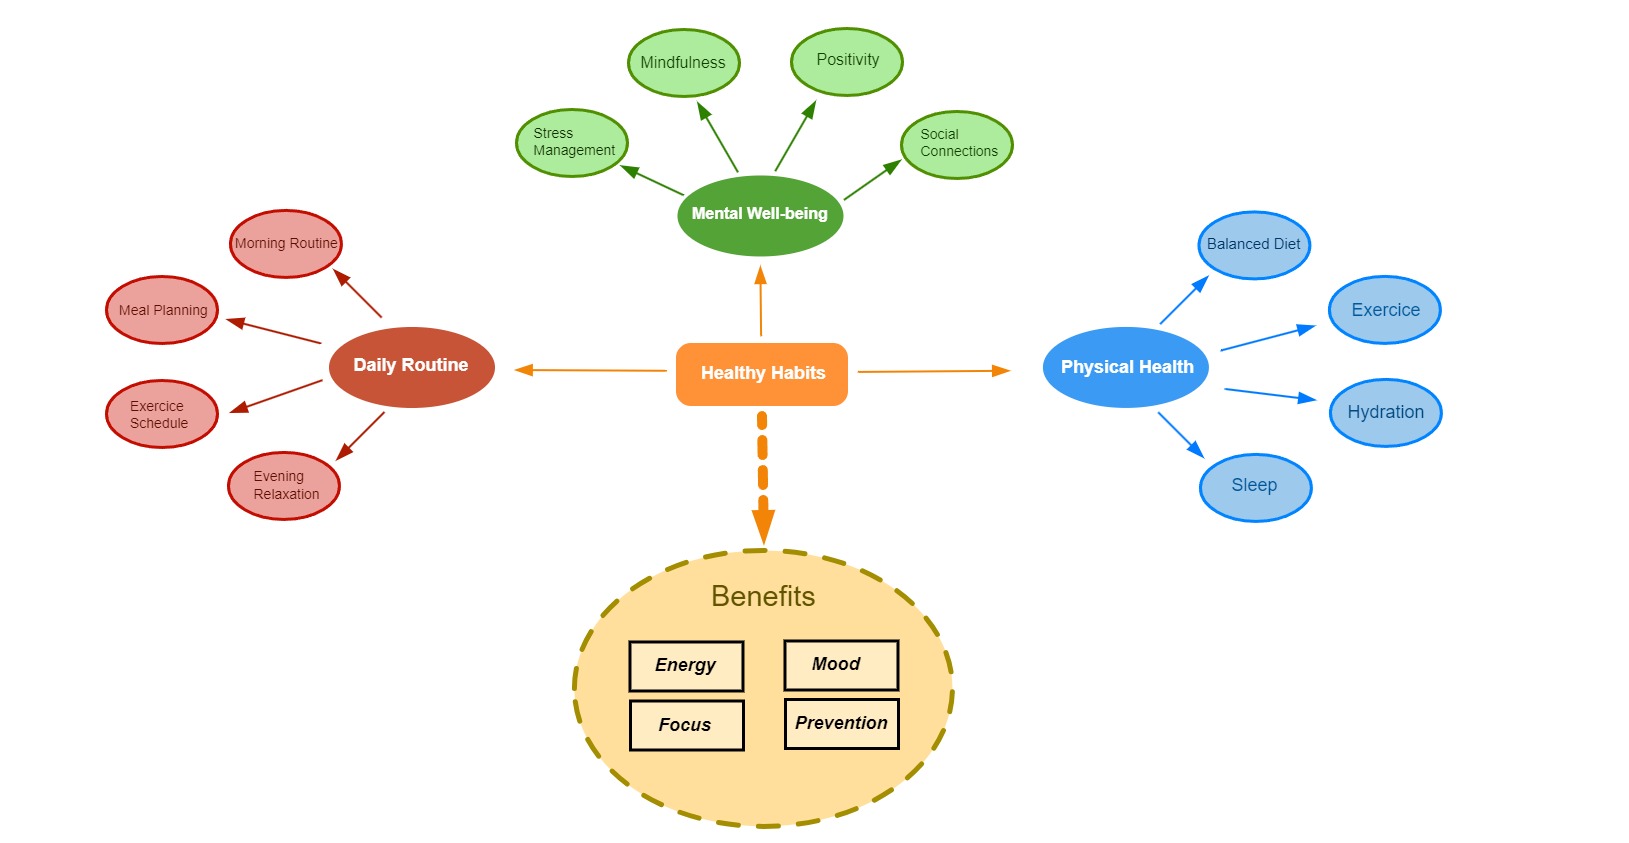 Mindfulness
Positivity
Stress
Management
Social
Connections
Mental Well-being
Morning Routine
Meal Planning
Daily Routine
Exercice
Schedule
Evening
Relaxation
Healthy Habits
Balanced Diet
Exercice
Physical Health
Hydration
Sleep
Benefits
Energy
Mood
Focus
Prevention